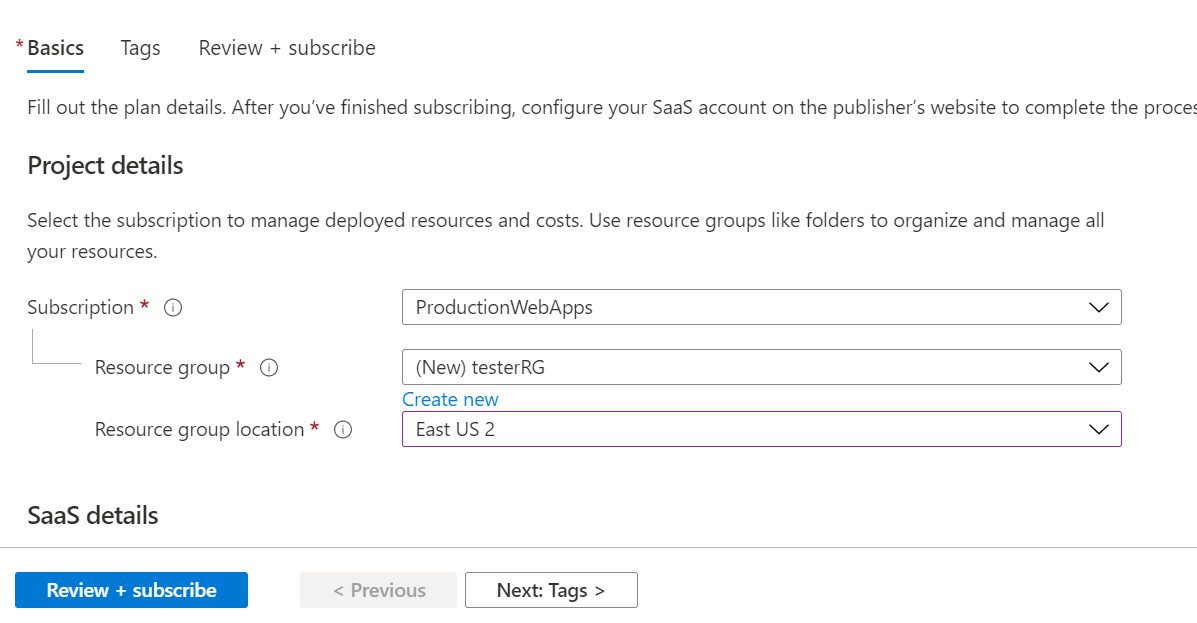 * Basics Tags Review + subscribe
Fill out the plan details. After you’ve finished subscribing, configure your SaaS account on the publisher’s website to complete the proces
Project details
Select the subscription to manage deployed resources and costs. Use resource groups like folders to organize and manage all
your resources.
Subscription * ProductionWebApps
Resource group * (New) testerRG
Create new
Resource group location * East US 2
SaaS details
Review + subscribe < Previous Next: Tags >